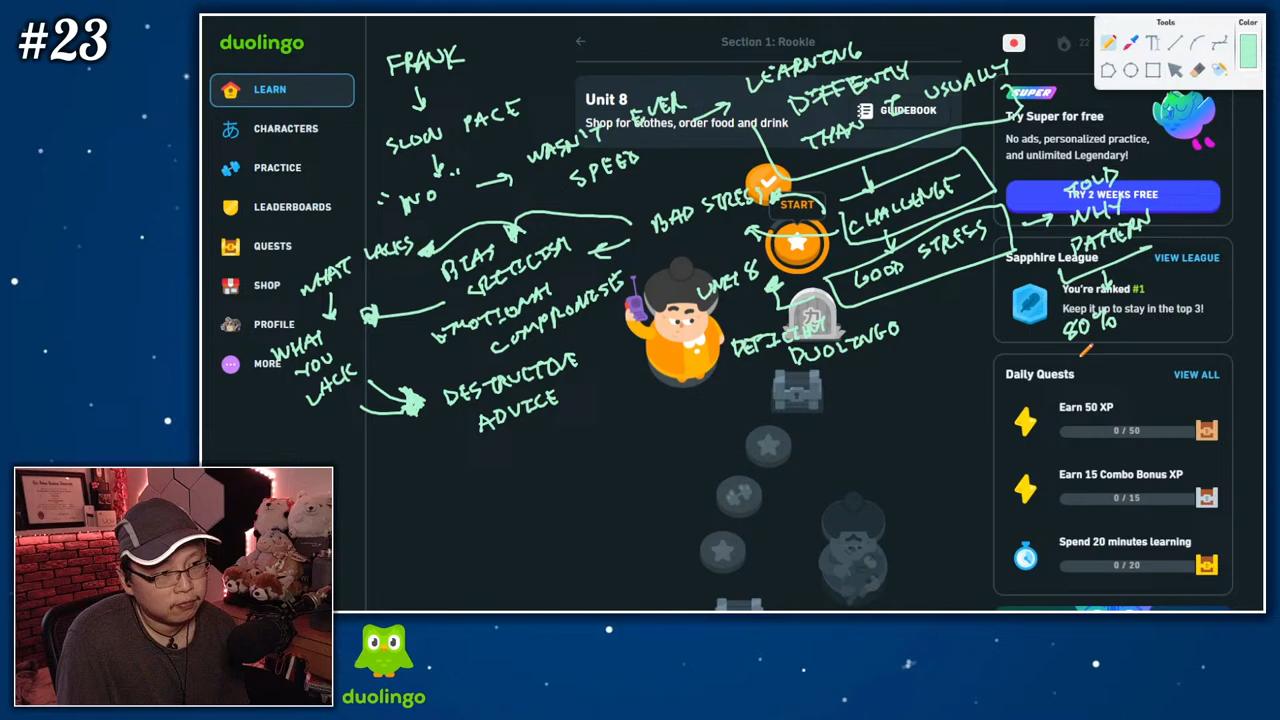 #23
duolingo
LEARN
CHARACTERS
PRACTICE
LEADERBOARDS
QUESTS
SHOP
PROFILE
MORE
Section 1: Rookie
22
Tools
Color
Unit 8
Shop for clothes, order food and drink
GUIDEBOOK
START
SUPER
Try Super for free
No ads, personalized practice,
and unlimited Legendary!
TRY 2 WEEKS FREE
Sapphire League
VIEW LEAGUE
You're ranked #1
Keep it up to stay in the top 3!
Daily Quests
VIEW ALL
Earn 50 XP
0 / 50
Earn 15 Combo Bonus XP
0 / 15
Spend 20 minutes learning
0 / 20
FRANK
SLOW PACE
"NO"
WASN'T EVER
SPEED
LEARNING
DIFFENTLY
THAN I USUALLY
CHALLENGE
GOOD STRESS
TOLD
WHY
PATTERN
80%
BAD STRESS
UNIT 8
DEFICIENT
DUOLINGO
BIAS
CRITICISM
EMOTIONAL
COMPROMISE
WHAT LACKS
WHAT
YOU
LACK
DESTRUCTIVE
ADVICE
duolingo